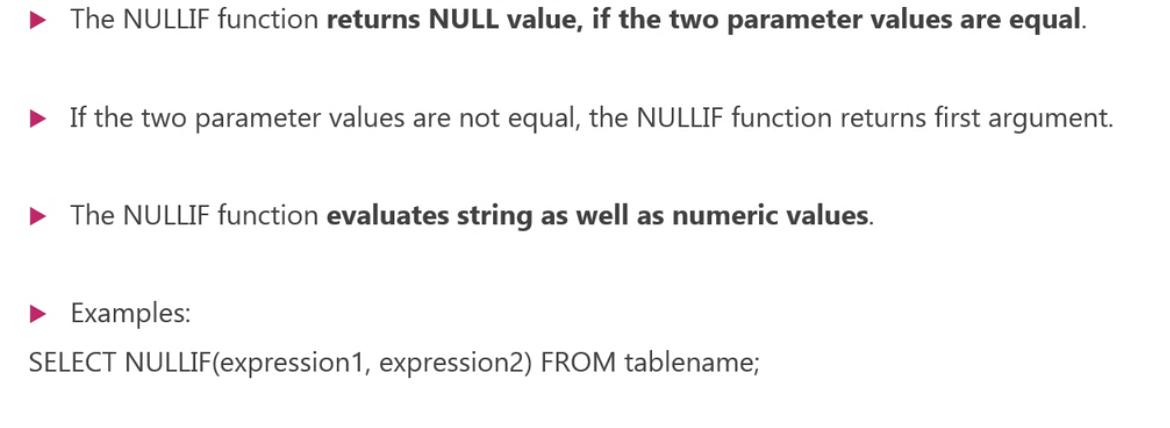 The NULLIF function returns NULL value, if the two parameter values are equal.
If the two parameter values are not equal, the NULLIF function returns first argument.
The NULLIF function evaluates string as well as numeric values.
Examples:
SELECT NULLIF(expression1, expression2) FROM tablename;